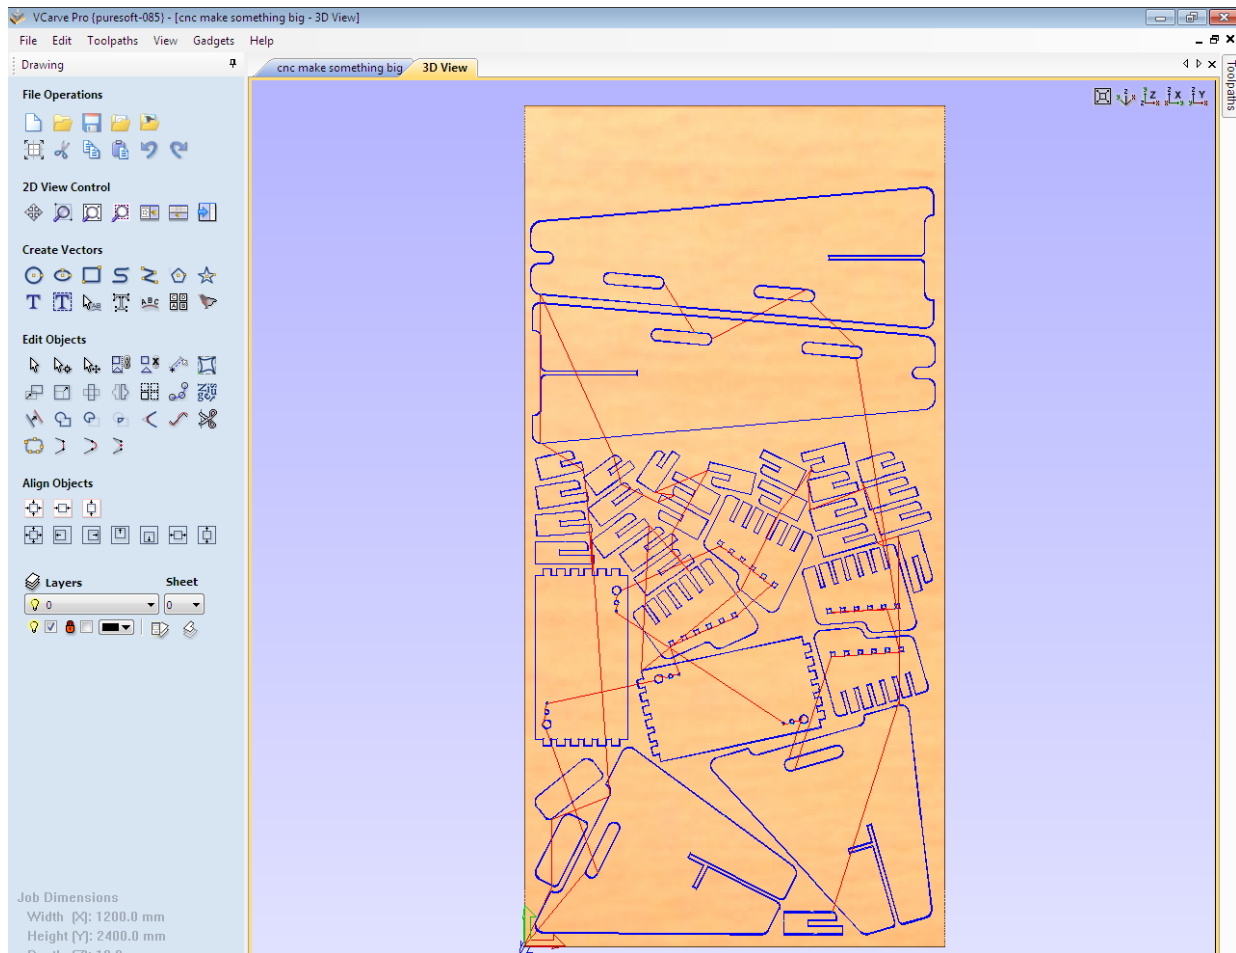 VCarve Pro {puresoft-085} - [cnc make something big - 3D View]
File Edit Toolpaths View Gadgets Help
Drawing
cnc make something big
3D View
Toolpaths
File Operations
2D View Control
Create Vectors
Edit Objects
Align Objects
Layers Sheet
0 0
Job Dimensions
Width [X]: 1200.0 mm
Height [Y]: 2400.0 mm